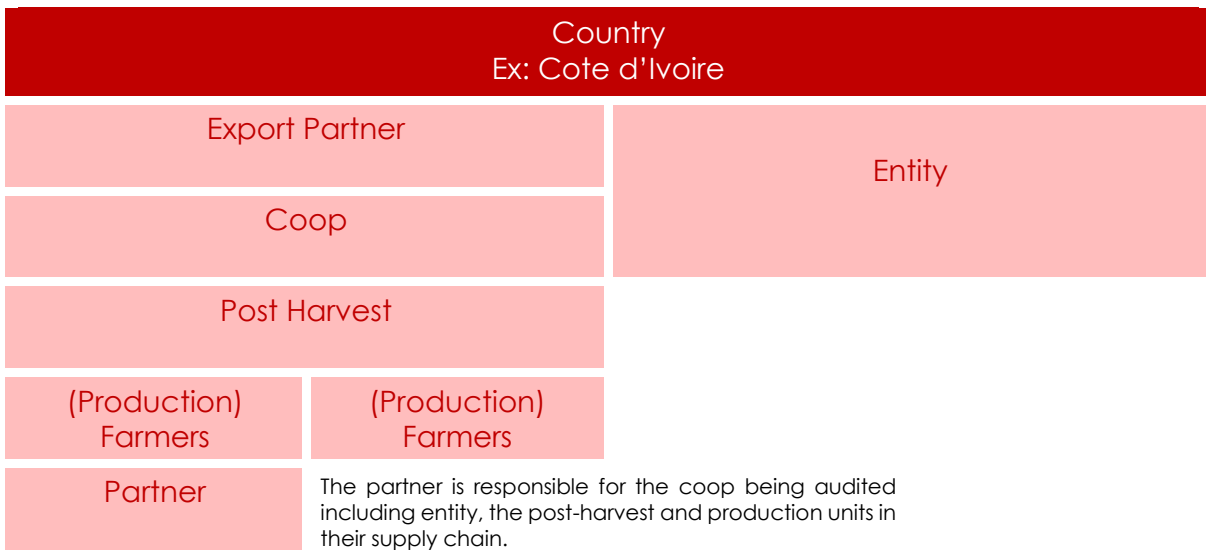 Country
Ex: Cote d’Ivoire
Export Partner
Entity
Coop
Post Harvest
(Production)
Farmers
(Production)
Farmers
Partner
The partner is responsible for the coop being audited
including entity, the post-harvest and production units in
their supply chain.